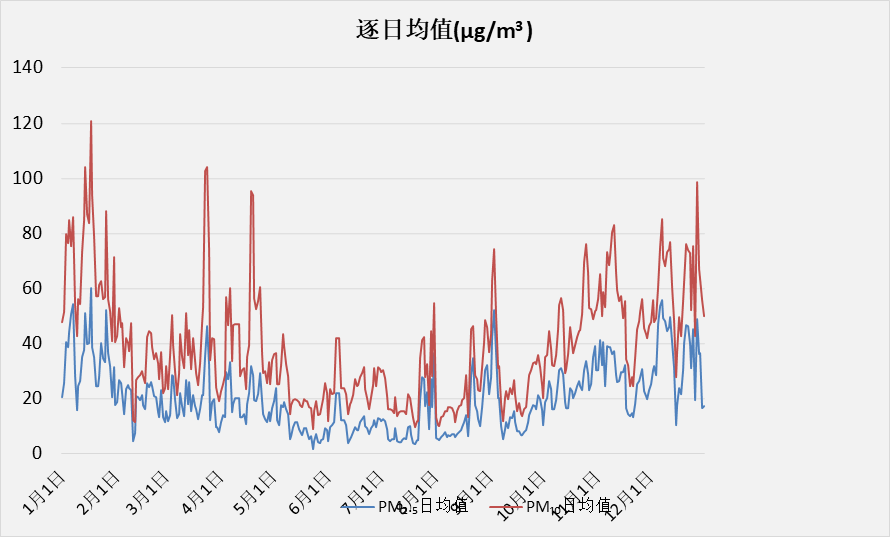 逐日均值(μg/m³)
140
120
100
80
60
40
20
0
1月1日
2月1日
3月1日
4月1日
5月1日
6月1日
7月1日
8月1日
9月1日
10月1日
11月1日
12月1日
PM₂.₅日均值
PM₁₀日均值